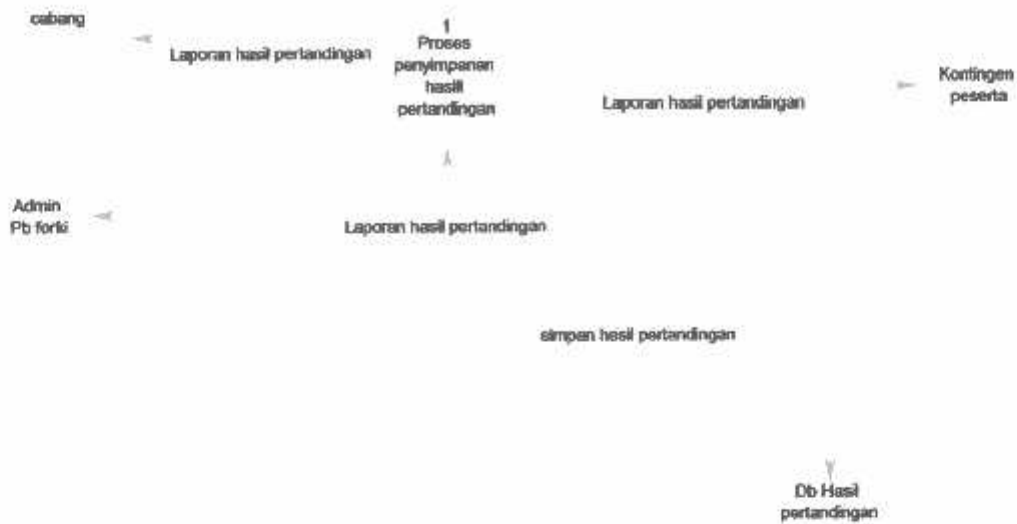 cabang
Laporan hasil pertandingan
1
Proses
penyimpanan
hasill
pertandingan
Laporan hasil pertandingan
Kontingen
peserta
Admin
Pb forki
Laporan hasil pertandingan
simpan hasil pertandingan
Db Hasil
pertandingan